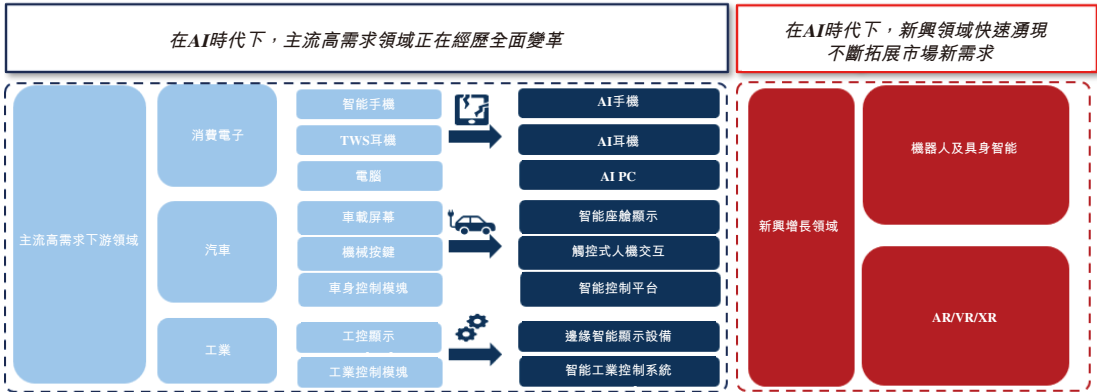 在AI時代下，主流高需求領域正在經歷全面變革
在AI時代下，新興領域快速湧現
不斷拓展市場新需求
主流高需求下游領域
消費電子
智能手機
AI手機
TWS耳機
AI耳機
電腦
AI PC
汽車
車載屏幕
智能座艙顯示
機械按鍵
觸控式人機交互
車身控制模塊
智能控制平台
工業
工控顯示
邊緣智能顯示設備
工業控制模塊
智能工業控制系統
新興增長領域
機器人及具身智能
AR/VR/XR